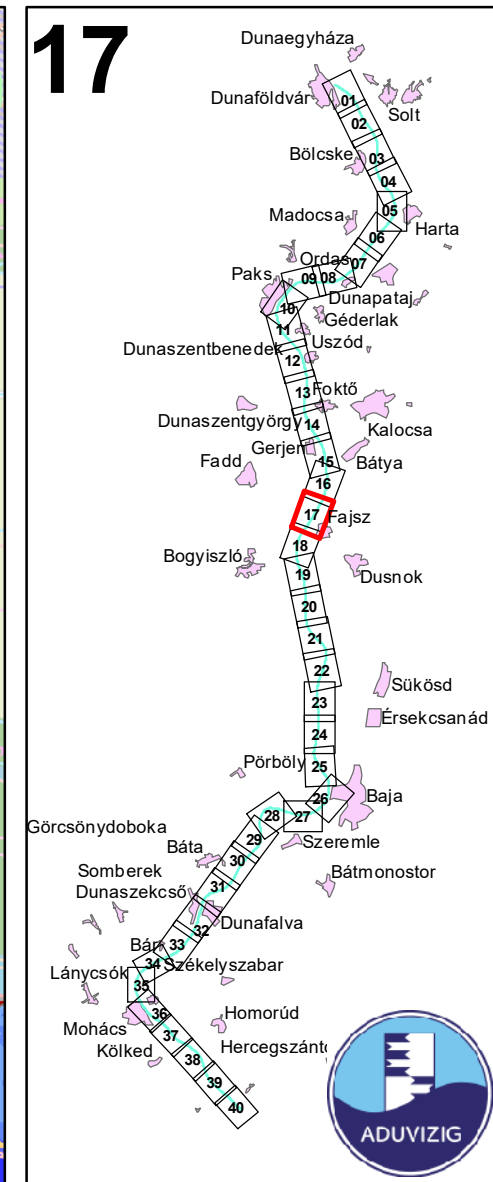 17
Dunaegyháza
Dunaföldvár
01
Solt
02
Bölcske
03
04
Madocsa
05
Harta
06
Ordas
07
Paks
09
08
Dunapataj
10
Géderlak
11
Uszód
Dunaszentbenedek
12
13
Foktő
Dunaszentgyörgy
14
Kalocsa
Gerjen
Fadd
15
Bátya
16
17
Fajsz
18
Bogyiszló
19
Dusnok
20
21
22
Sükösd
23
Érsekcsanád
24
Pörböly
25
26
Baja
28
27
Görcsönydoboka
29
Szeremle
Báta
30
Somberek
Bátmonostor
Dunaszekcső
31
Dunafalva
32
Bár
33
34
Székelyszabar
Lánycsók
35
36
Homorúd
Mohács
37
Kölked
38
39
40
ADUVIZIG